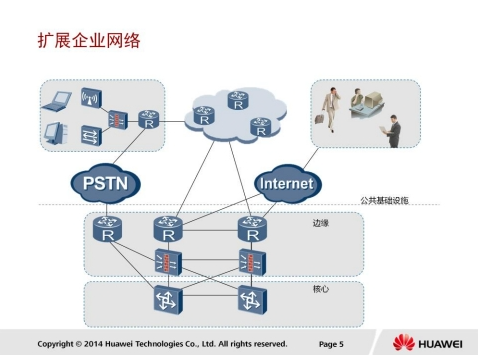 扩展企业网络
R
R
R
R
PSTN
Internet
公共基础设施
边缘
R
R
R
核心
Copyright © 2014 Huawei Technologies Co., Ltd. All rights reserved.
Page 5
HUAWEI